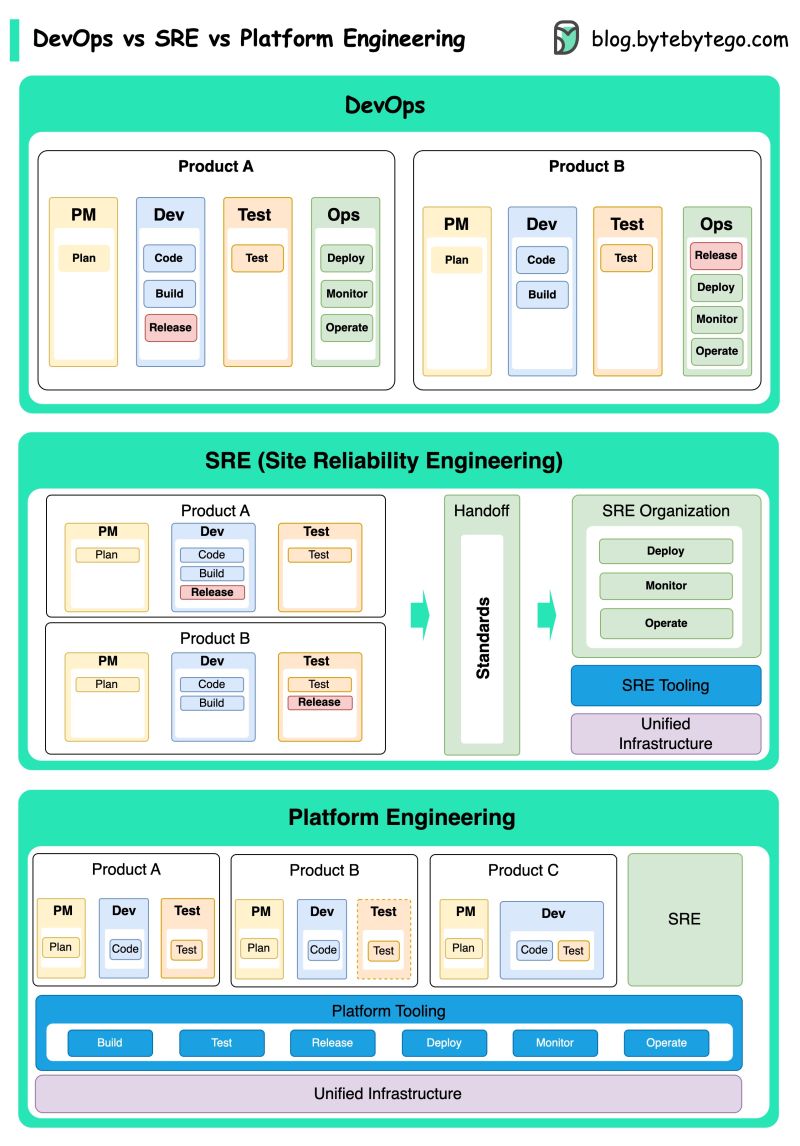 DevOps vs SRE vs Platform Engineering
blog.bytebytego.com
DevOps
Product A
PM
Plan
Dev
Code
Build
Release
Test
Test
Ops
Deploy
Monitor
Operate
Product B
PM
Plan
Dev
Code
Build
Test
Test
Ops
Release
Deploy
Monitor
Operate
SRE (Site Reliability Engineering)
Product A
PM
Plan
Dev
Code
Build
Release
Test
Test
Product B
PM
Plan
Dev
Code
Build
Test
Test
Release
Handoff
Standards
SRE Organization
Deploy
Monitor
Operate
SRE Tooling
Unified
Infrastructure
Platform Engineering
Product A
PM
Plan
Dev
Code
Test
Test
Product B
PM
Plan
Dev
Code
Test
Test
Product C
PM
Plan
Dev
Code
Test
SRE
Platform Tooling
Build
Test
Release
Deploy
Monitor
Operate
Unified Infrastructure